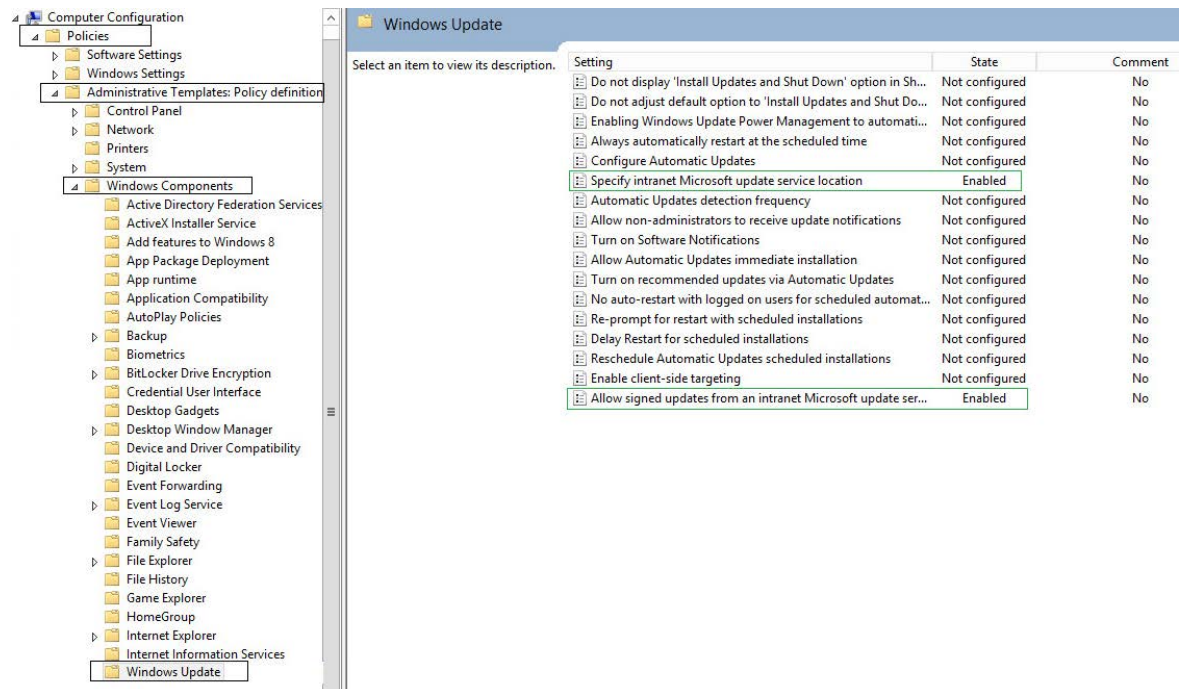 Computer Configuration
Policies
Software Settings
Windows Settings
Administrative Templates: Policy definition
Control Panel
Network
Printers
System
Windows Components
Active Directory Federation Services
ActiveX Installer Service
Add features to Windows 8
App Package Deployment
App runtime
Application Compatibility
AutoPlay Policies
Backup
Biometrics
BitLocker Drive Encryption
Credential User Interface
Desktop Gadgets
Desktop Window Manager
Device and Driver Compatibility
Digital Locker
Event Forwarding
Event Log Service
Event Viewer
Family Safety
File Explorer
File History
Game Explorer
HomeGroup
Internet Explorer
Internet Information Services
Windows Update
Windows Update
Select an item to view its description.
Setting State Comment
Do not display 'Install Updates and Shut Down' option in Sh... Not configured No
Do not adjust default option to 'Install Updates and Shut Do... Not configured No
Enabling Windows Update Power Management to automati... Not configured No
Always automatically restart at the scheduled time Not configured No
Configure Automatic Updates Not configured No
Specify intranet Microsoft update service location Enabled No
Automatic Updates detection frequency Not configured No
Allow non-administrators to receive update notifications Not configured No
Turn on Software Notifications Not configured No
Allow Automatic Updates immediate installation Not configured No
Turn on recommended updates via Automatic Updates Not configured No
No auto-restart with logged on users for scheduled automat... Not configured No
Re-prompt for restart with scheduled installations Not configured No
Delay Restart for scheduled installations Not configured No
Reschedule Automatic Updates scheduled installations Not configured No
Enable client-side targeting Not configured No
Allow signed updates from an intranet Microsoft update ser... Enabled No